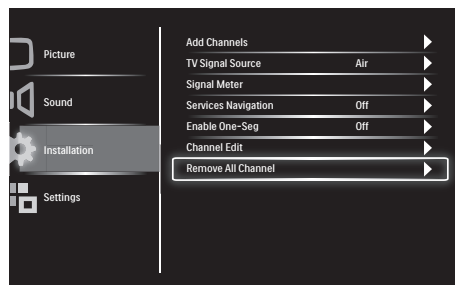 Picture
Sound
Installation
Settings
Add Channels
TV Signal Source Air
Signal Meter
Services Navigation Off
Enable One-Seg Off
Channel Edit
Remove All Channel